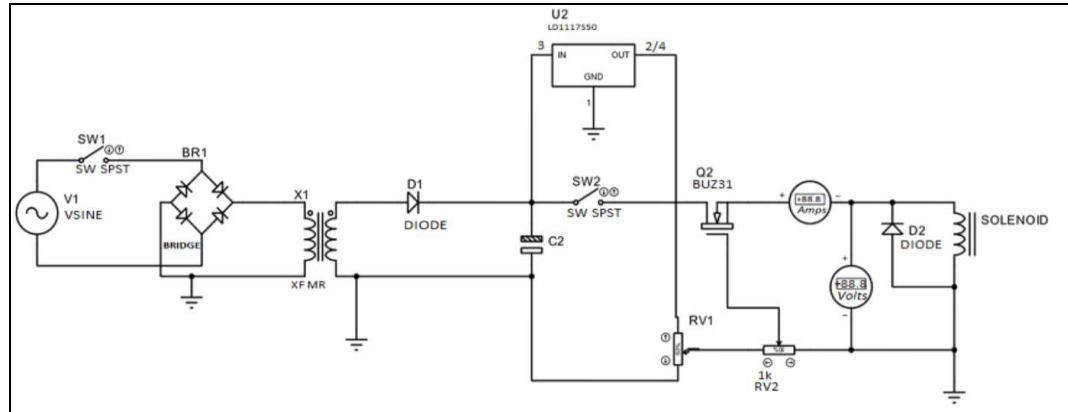 U2
LD1117S50
3 IN OUT 2/4
GND
1
SW1
SW SPST
BR1
V1
VSINE
BRIDGE
X1
XFMR
D1
DIODE
SW2
SW SPST
C2
Q2
BUZ31
+ +88.8 -
Amps
D2
DIODE
SOLENOID
+
+88.8
Volts
-
RV1
1k
RV2